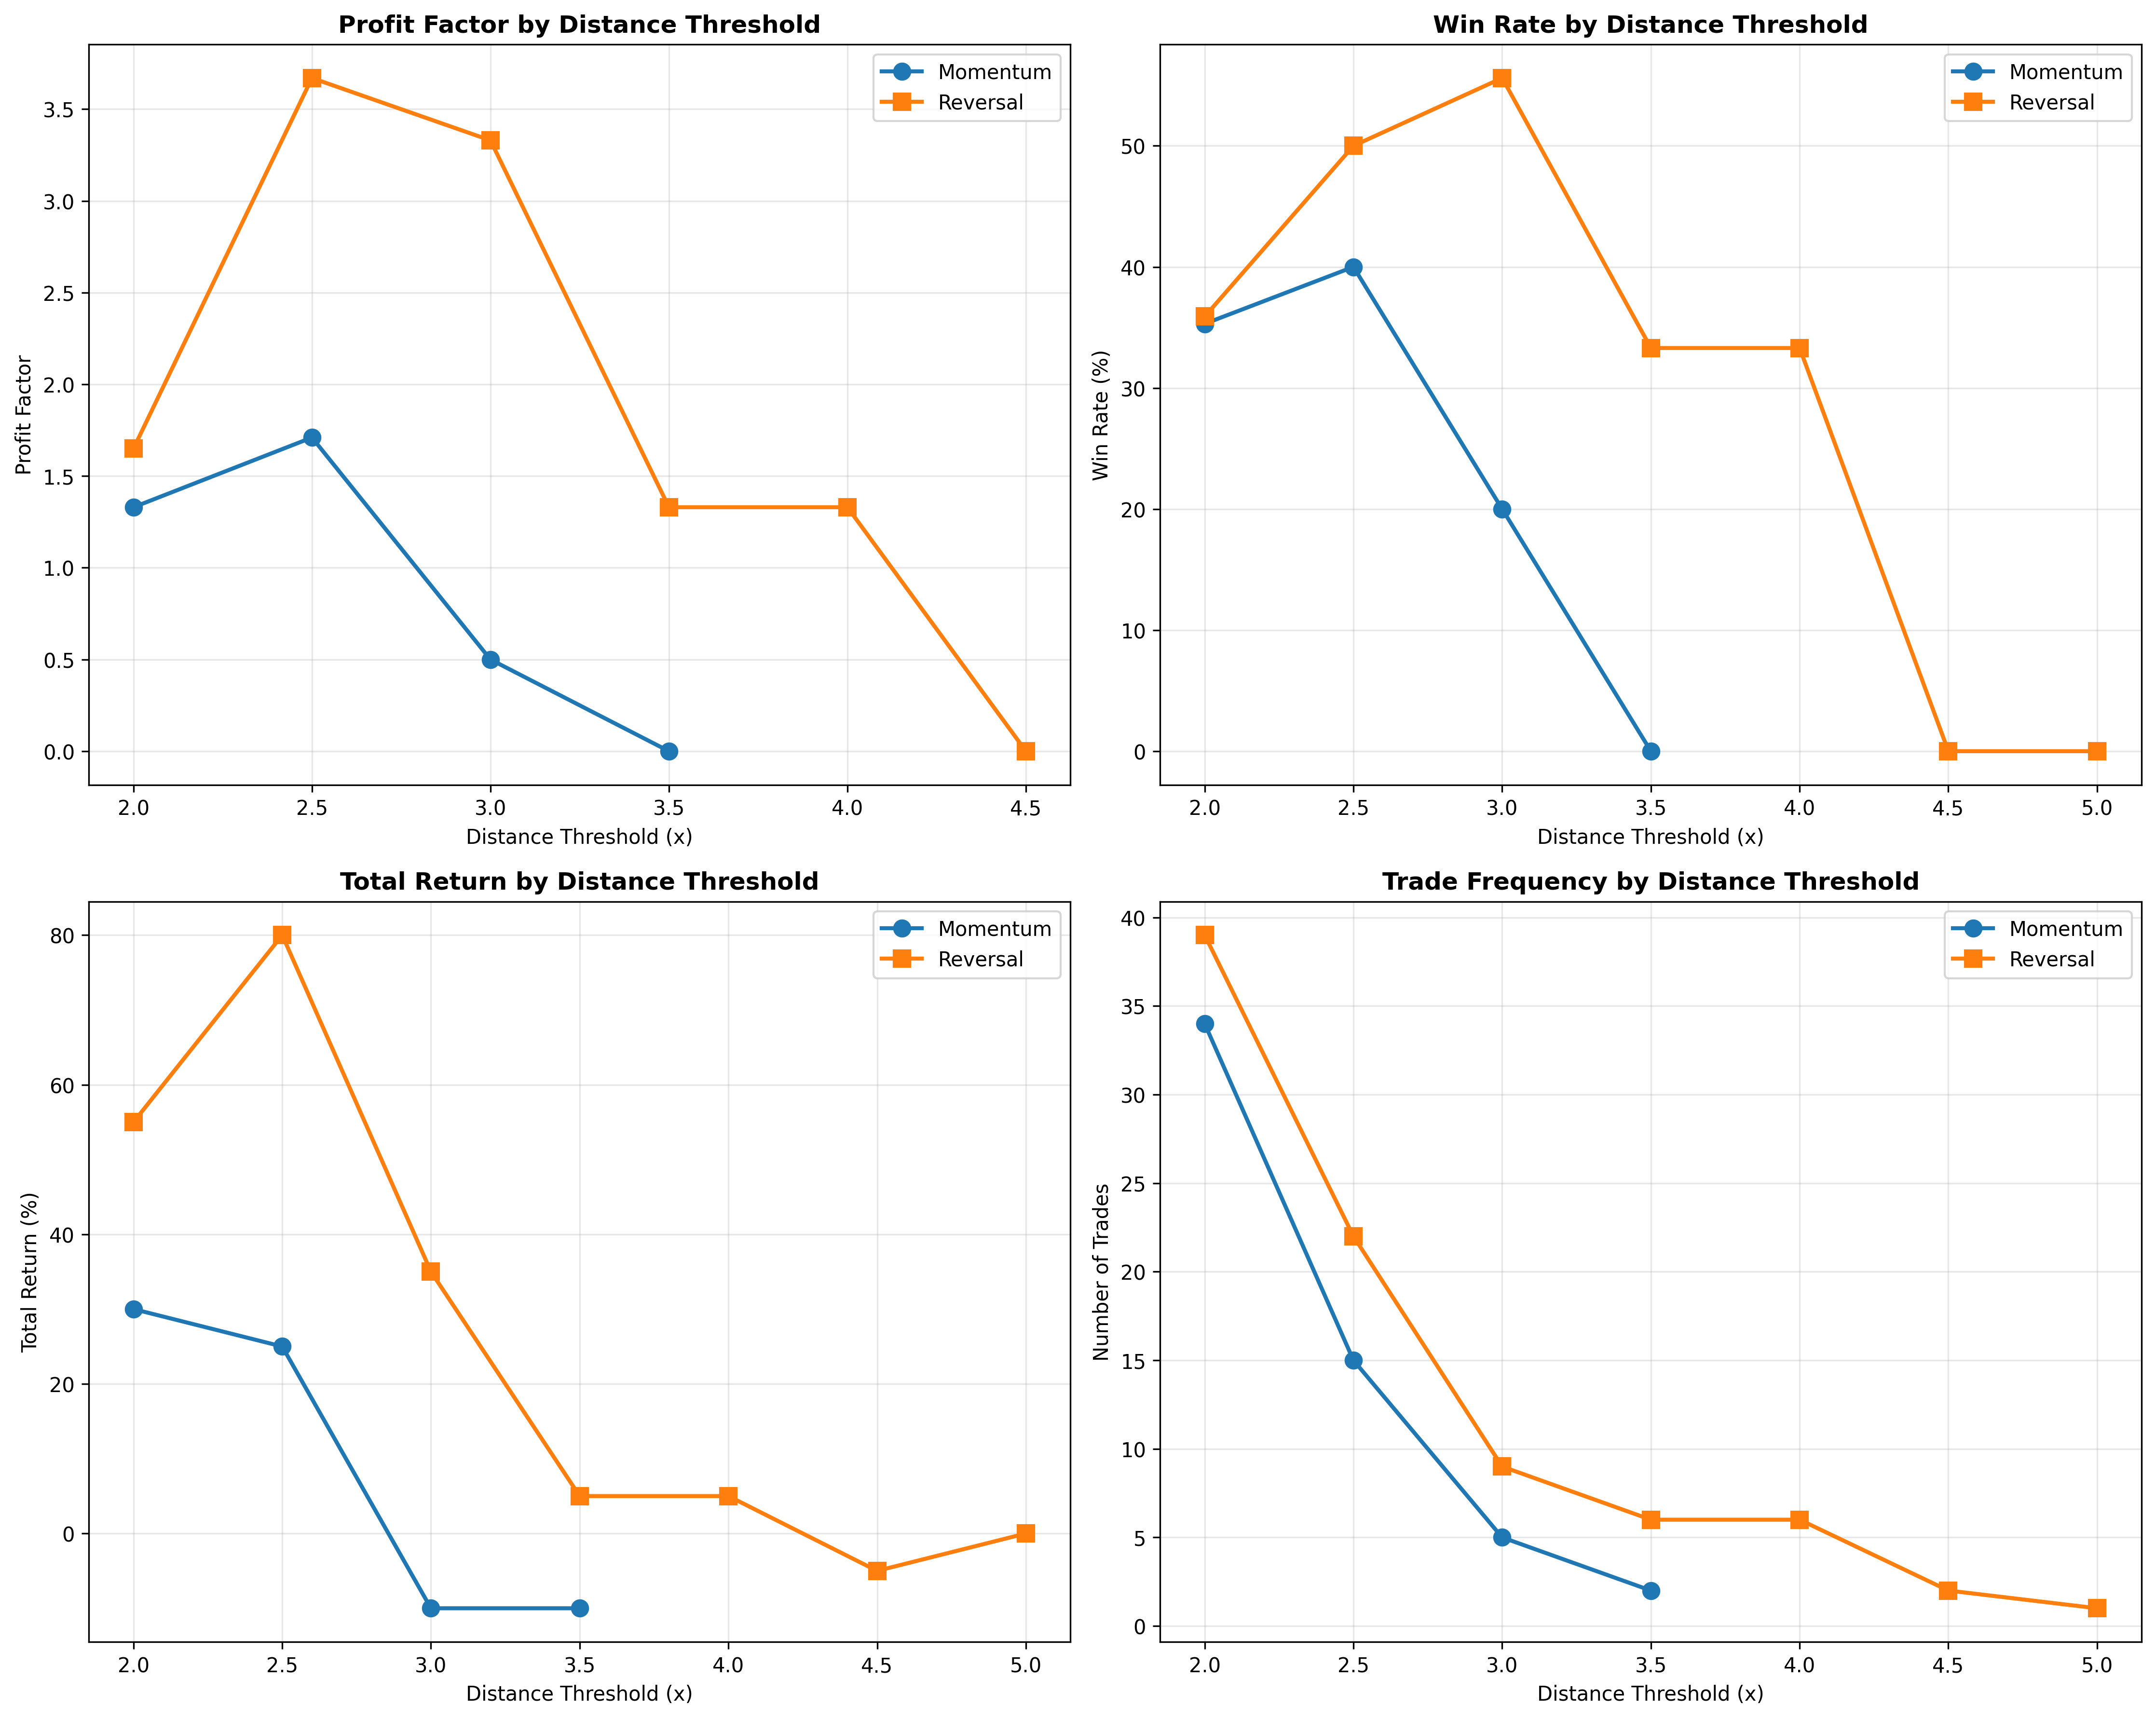 Profit Factor by Distance Threshold
Momentum
Reversal
3.5
3.0
2.5
2.0
1.5
1.0
0.5
0.0
Profit Factor
2.0 2.5 3.0 3.5 4.0 4.5
Distance Threshold (x)
Win Rate by Distance Threshold
Momentum
Reversal
50
40
30
20
10
0
Win Rate (%)
2.0 2.5 3.0 3.5 4.0 4.5 5.0
Distance Threshold (x)
Total Return by Distance Threshold
Momentum
Reversal
80
60
40
20
0
Total Return (%)
2.0 2.5 3.0 3.5 4.0 4.5 5.0
Distance Threshold (x)
Trade Frequency by Distance Threshold
Momentum
Reversal
40
35
30
25
20
15
10
5
0
Number of Trades
2.0 2.5 3.0 3.5 4.0 4.5 5.0
Distance Threshold (x)